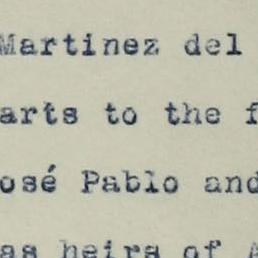 Martinez del
arts to the f
osé Pablo and
as heirs of A